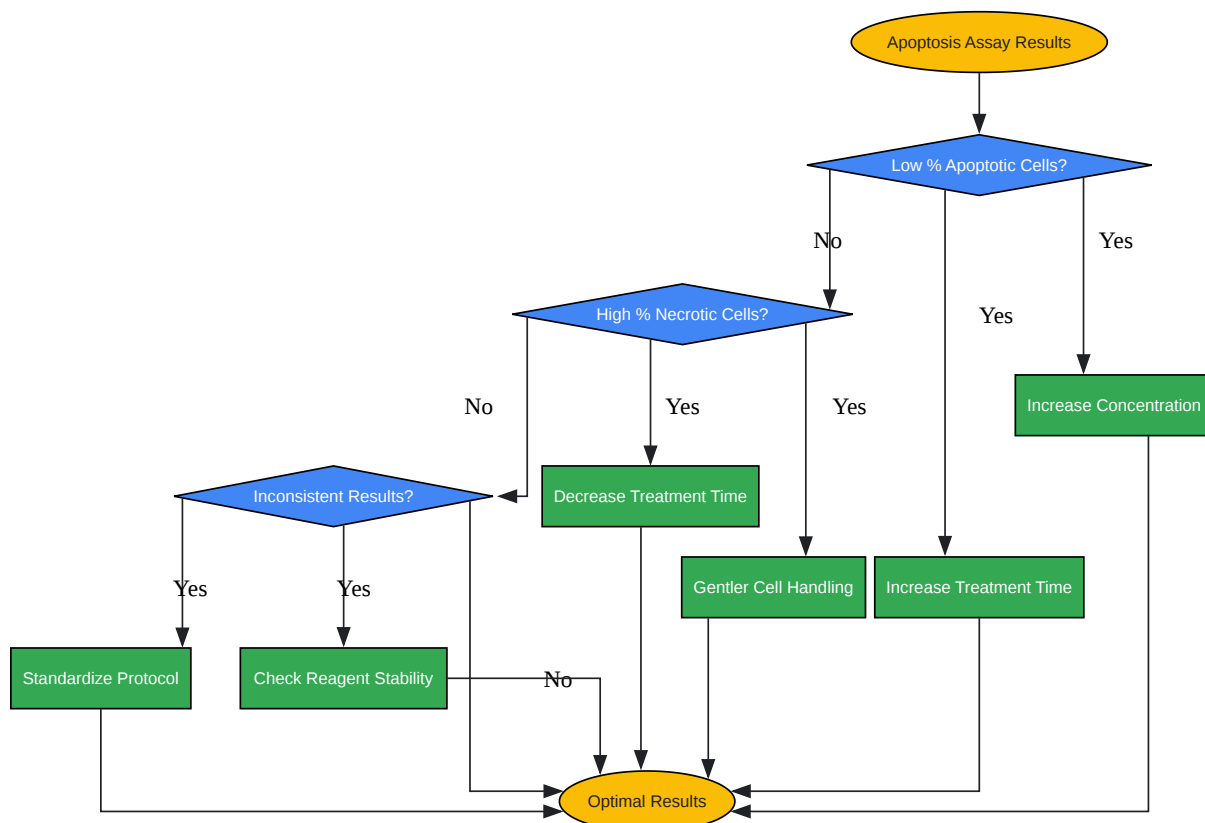 Apoptosis Assay Results
Low % Apoptotic Cells?
No
Yes
Yes
High % Necrotic Cells?
No
Yes
Yes
Increase Concentration
Inconsistent Results?
Decrease Treatment Time
Gentler Cell Handling
Increase Treatment Time
Yes
Yes
Standardize Protocol
Check Reagent Stability
No
Optimal Results